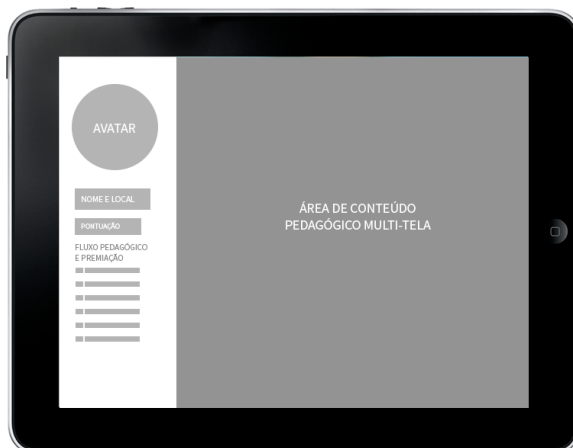 AVATAR
NOME E LOCAL
PONTUAÇÃO
FLUXO PEDAGÓGICO
E PREMIAÇÃO
ÁREA DE CONTEÚDO
PEDAGÓGICO MULTI-TELA